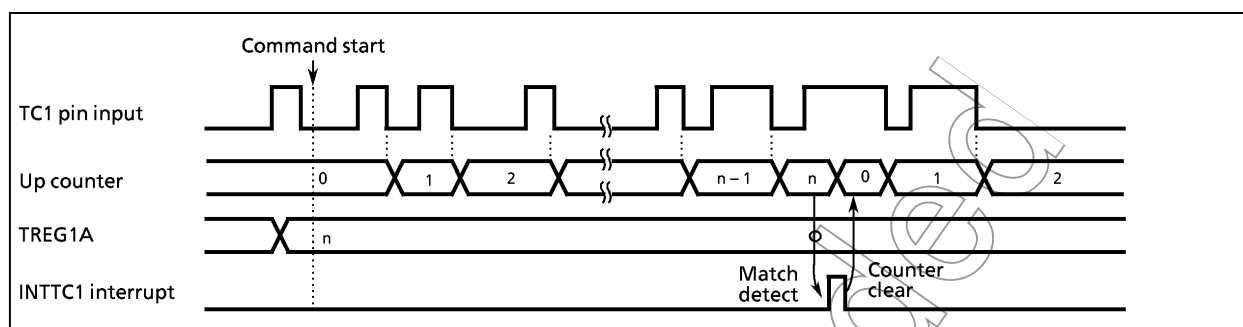 Command start
TC1 pin input
Up counter
0 1 2 n – 1 n 0 1 2
TREG1A
n
INTTC1 interrupt
Match
detect
Counter
clear